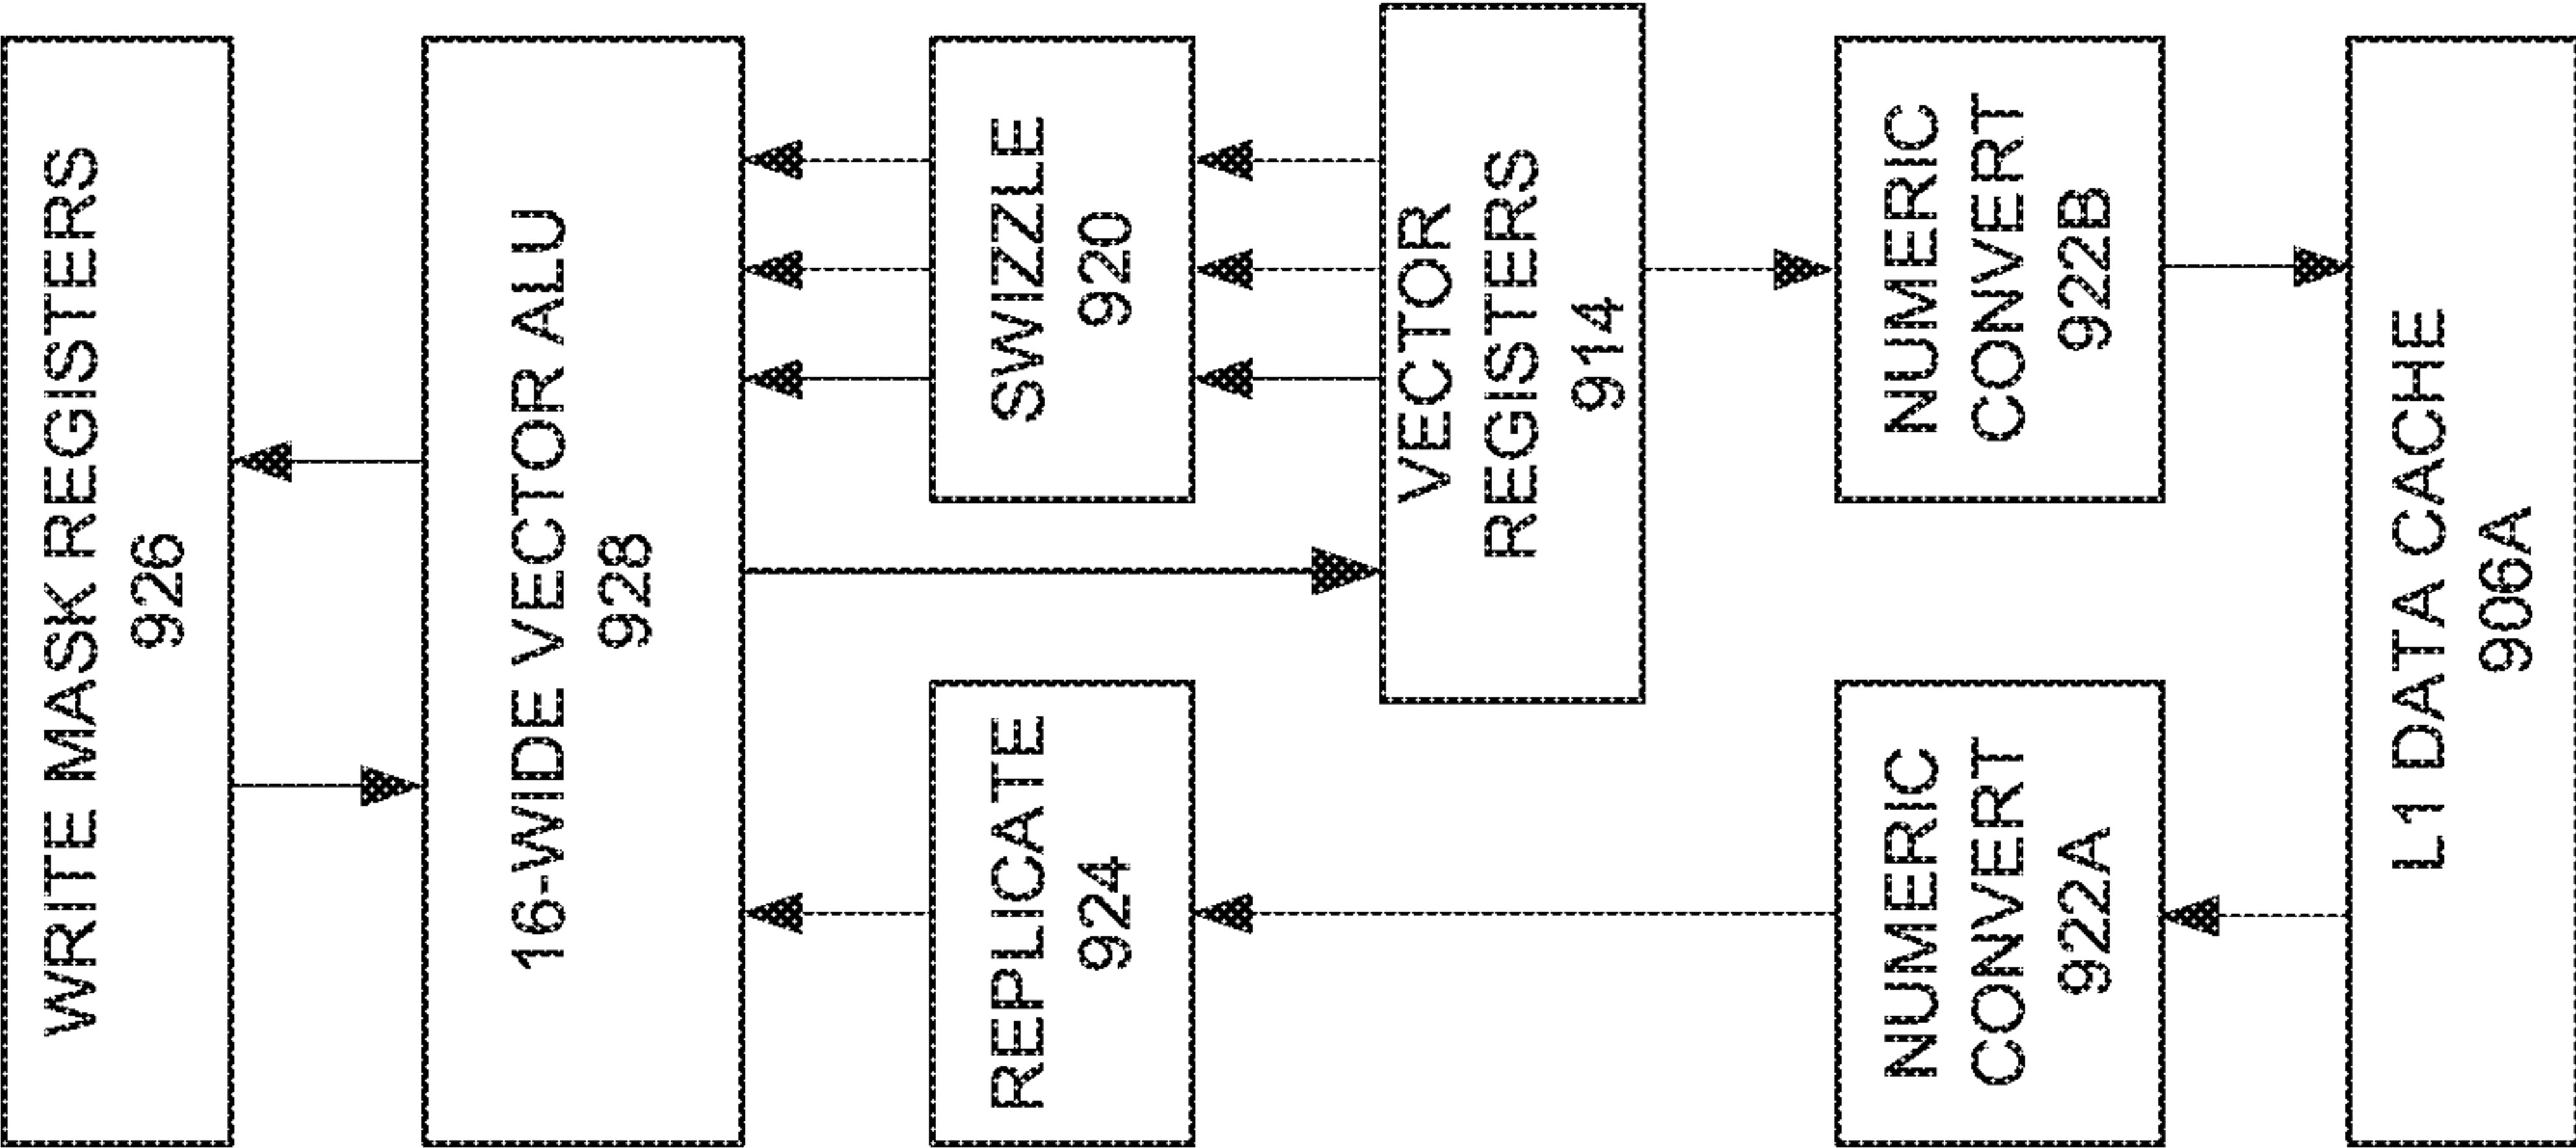 WRITE MASK REGISTERS
926
16-WIDE VECTOR ALU
928
REPLICATE
924
SWIZZLE
920
VECTOR
REGISTERS
914
NUMERIC
CONVERT
922A
NUMERIC
CONVERT
922B
L1 DATA CACHE
906A